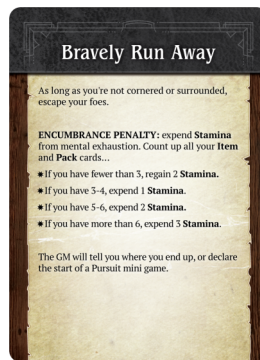 Bravely Run Away
As long as you're not cornered or surrounded,
escape your foes.
ENCUMBRANCE PENALTY: expend Stamina
from mental exhaustion. Count up all your Item
and Pack cards...
✷If you have fewer than 3, regain 2 Stamina.
✷If you have 3-4, expend 1 Stamina.
✷If you have 5-6, expend 2 Stamina.
✷If you have more than 6, expend 3 Stamina.
The GM will tell you where you end up, or declare
the start of a Pursuit mini game.